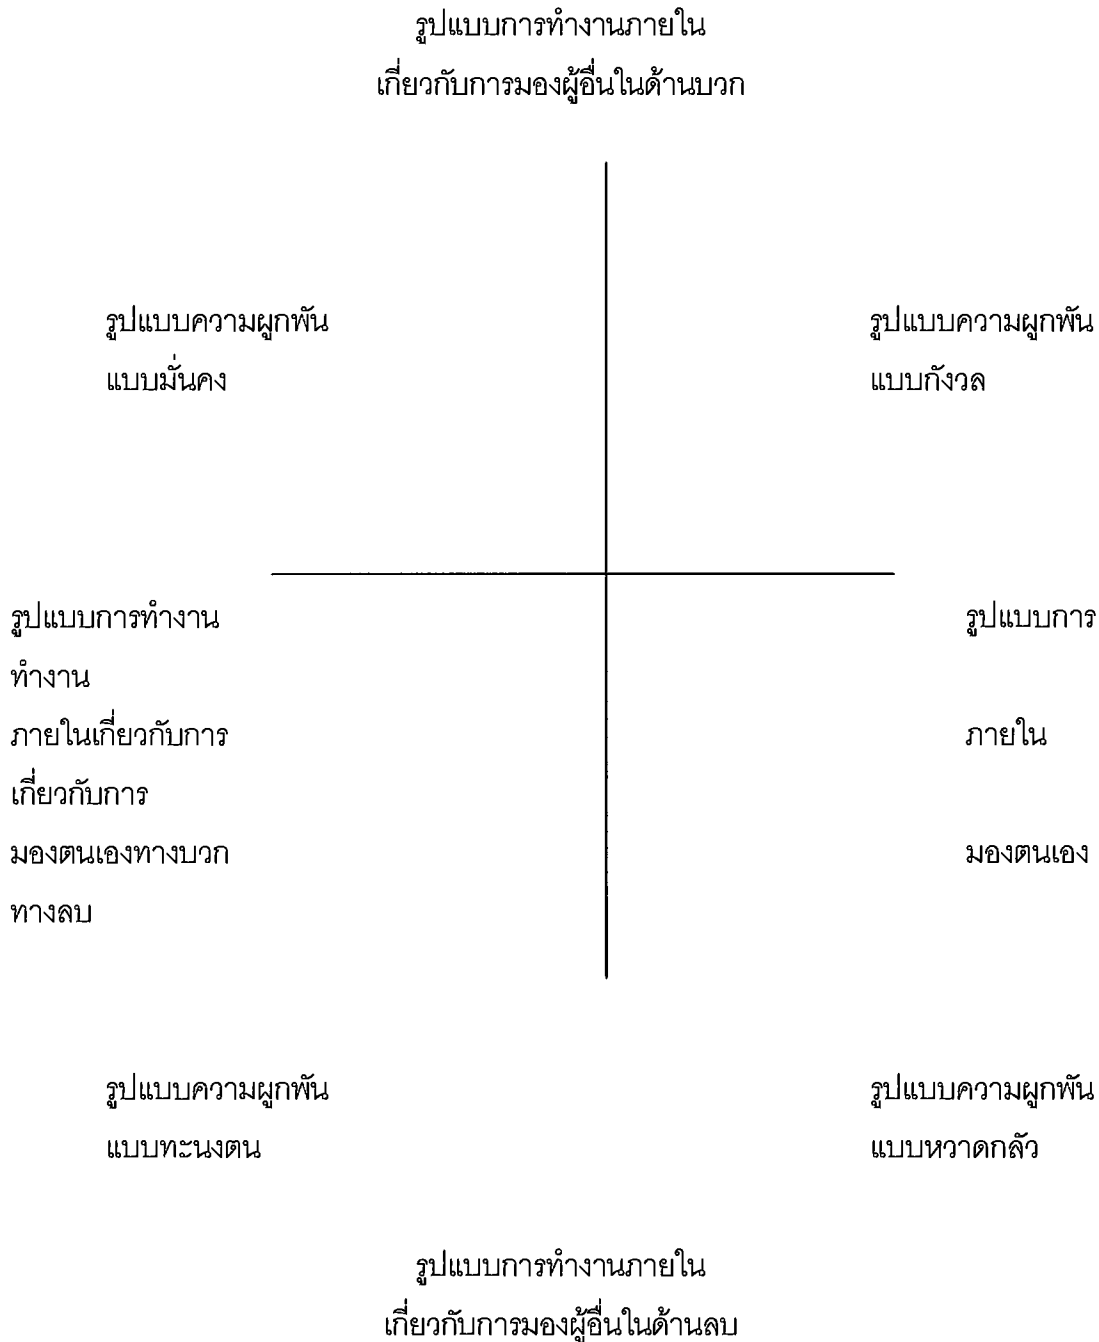 รูปแบบการทำงานภายใน
เกี่ยวกับการมองผู้อื่นในด้านบวก
รูปแบบความผูกพัน รูปแบบความผูกพัน
แบบมั่นคง แบบกังวล
รูปแบบการทำงาน รูปแบบการ
ทำงาน
ภายในเกี่ยวกับการ ภายใน
เกี่ยวกับการ
มองตนเองทางบวก มองตนเอง
ทางลบ
รูปแบบความผูกพัน รูปแบบความผูกพัน
แบบทะนงตน แบบหวาดกลัว
รูปแบบการทำงานภายใน
เกี่ยวกับการมองผู้อื่นในด้านลบ